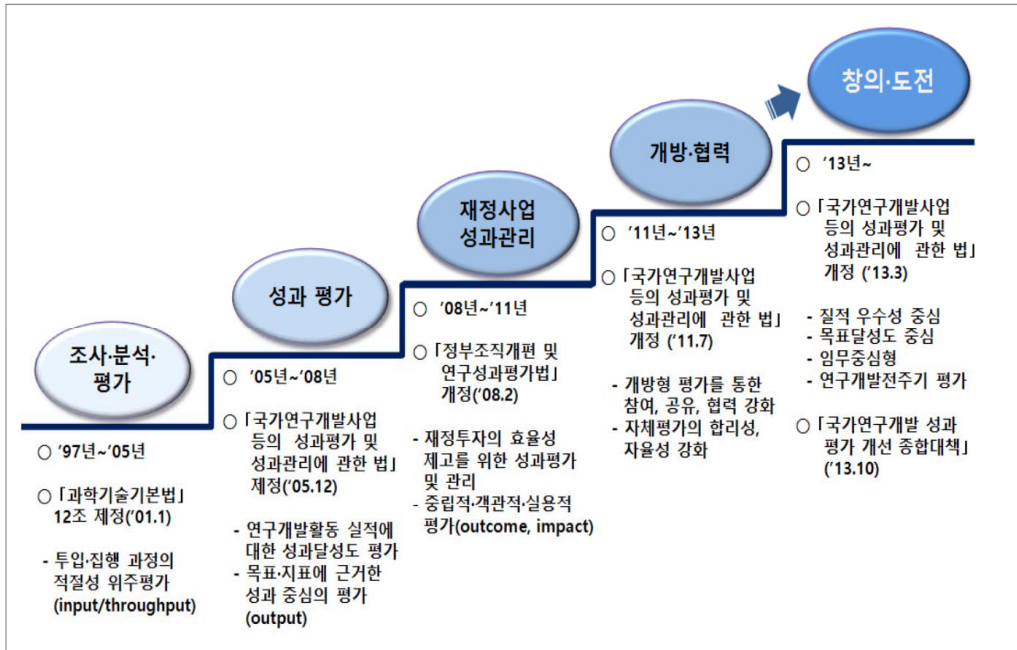 조사·분석·
평가
○ ’97년~’05년
○ 「과학기술기본법」
12조 제정(’01.1)
- 투입·집행 과정의
적절성 위주평가
(input/throughput)
성과 평가
○ ’05년~’08년
○ 「국가연구개발사업
등의 성과평가 및
성과관리에 관한 법」
제정(’05.12)
- 연구개발활동 실적에
대한 성과달성도 평가
- 목표·지표에 근거한
성과 중심의 평가
(output)
재정사업
성과관리
○ ’08년~’11년
○ 「정부조직개편 및
연구성과평가법」
개정(’08.2)
- 재정투자의 효율성
제고를 위한 성과평가
및 관리
- 중립적·객관적·실용적
평가(outcome, impact)
개방·협력
○ ’11년~’13년
○ 「국가연구개발사업
등의 성과평가 및
성과관리에 관한 법」
개정 (’11.7)
- 개방형 평가를 통한
참여, 공유, 협력 강화
- 자체평가의 합리성,
자율성 강화
창의·도전
○ ’13년~
○ 「국가연구개발사업
등의 성과평가 및
성과관리에 관한 법」
개정 (’13.3)
- 질적 우수성 중심
- 목표달성도 중심
- 임무중심형
- 연구개발전주기 평가
○ 「국가연구개발 성과
평가 개선 종합대책」
(’13.10)